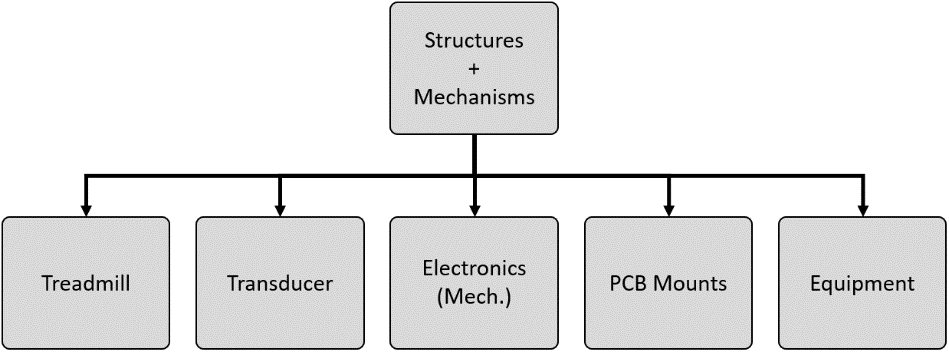 Structures
+
Mechanisms
Treadmill
Transducer
Electronics
(Mech.)
PCB Mounts
Equipment